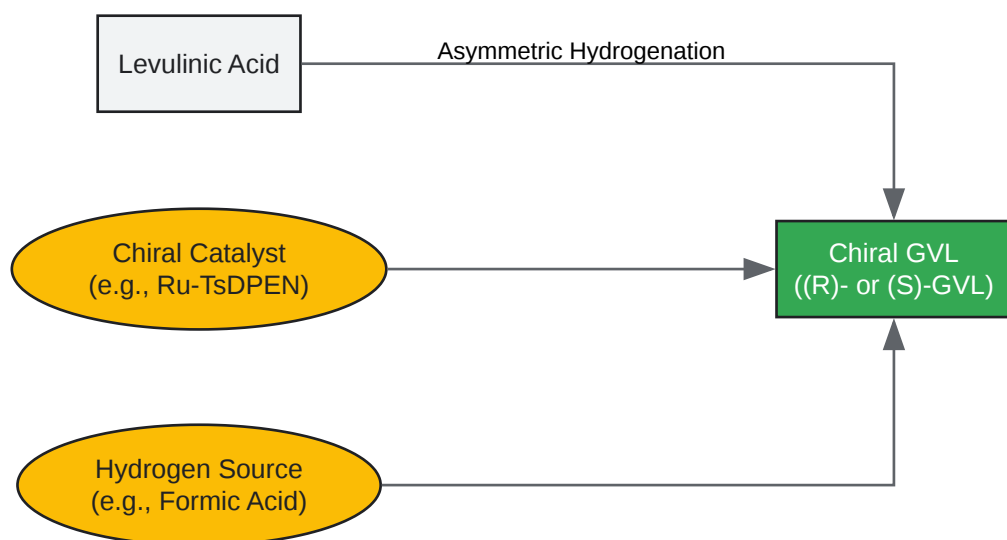 Levulinic Acid
Asymmetric Hydrogenation
Chiral Catalyst
(e.g., Ru-TsDPEN)
Chiral GVL
((R)- or (S)-GVL)
Hydrogen Source
(e.g., Formic Acid)